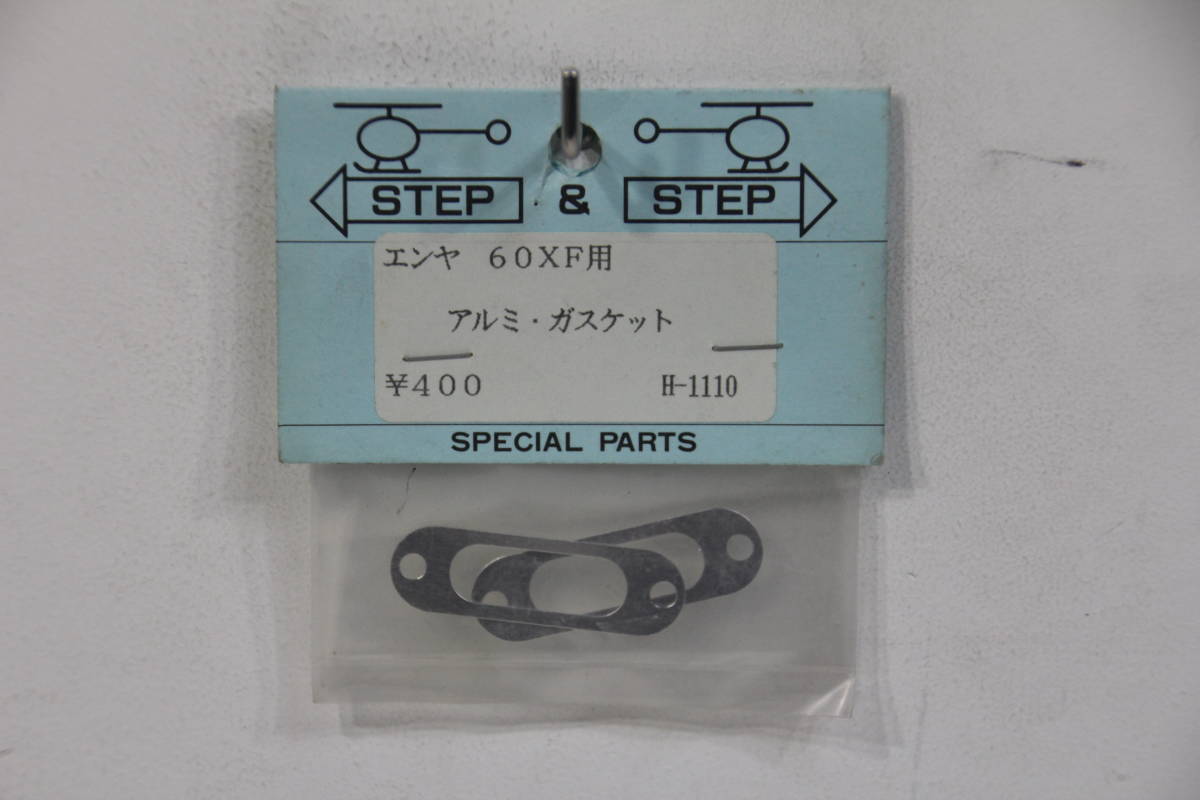 STEP & STEP
エンヤ 60XF用
アルミ・ガスケット
¥400 H-1110
SPECIAL PARTS